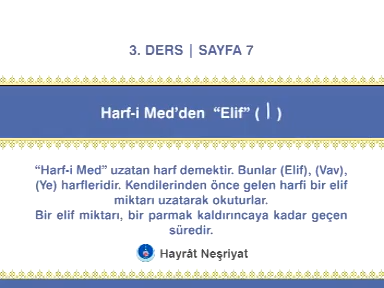 3. DERS | SAYFA 7
Harf-i Med’den “Elif” ( ا )
“Harf-i Med” uzatan harf demektir. Bunlar (Elif), (Vav),
(Ye) harfleridir. Kendilerinden önce gelen harfi bir elif
miktarı uzatarak okuturlar.
Bir elif miktarı, bir parmak kaldırıncaya kadar geçen
süredir.
Hayrât Neşriyat